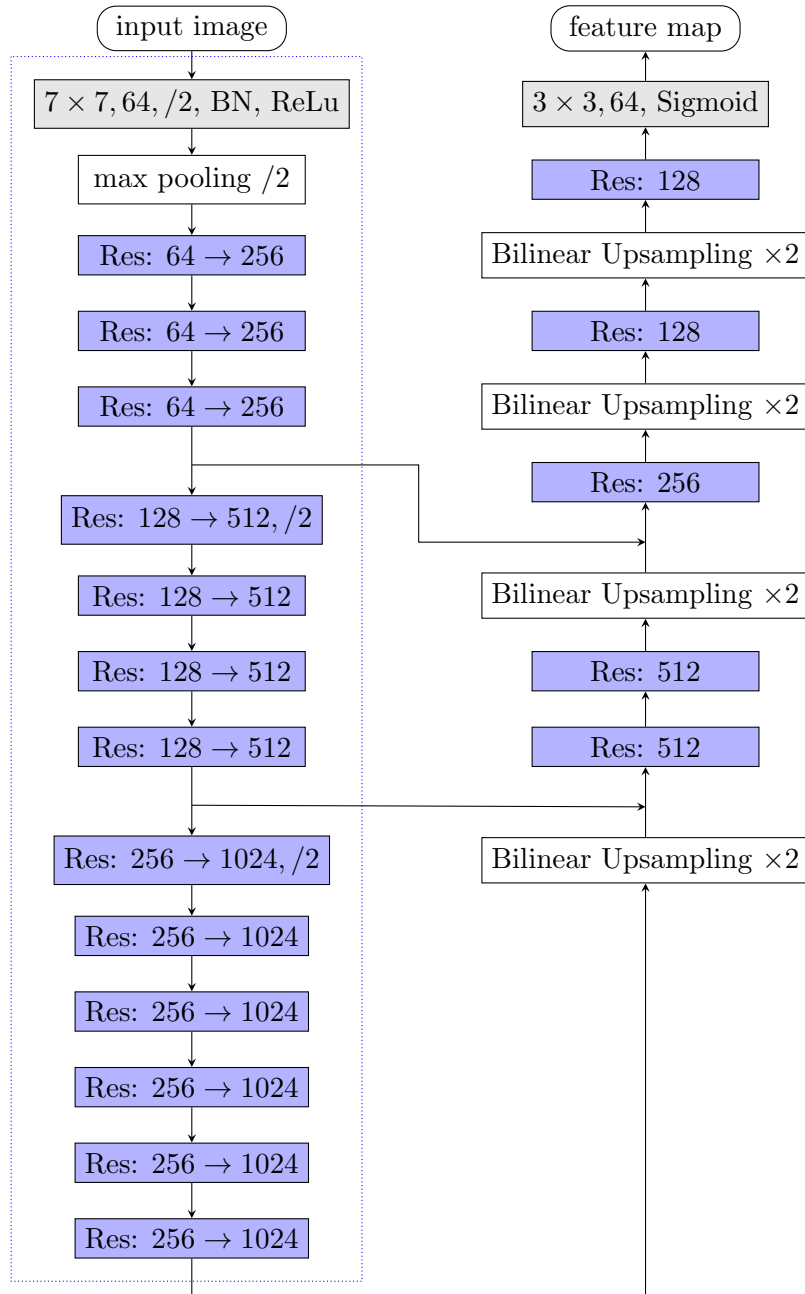 input image
7 × 7, 64, /2, BN, ReLu
max pooling /2
Res: 64 → 256
Res: 64 → 256
Res: 64 → 256
Res: 128 → 512, /2
Res: 128 → 512
Res: 128 → 512
Res: 128 → 512
Res: 256 → 1024, /2
Res: 256 → 1024
Res: 256 → 1024
Res: 256 → 1024
Res: 256 → 1024
Res: 256 → 1024
feature map
3 × 3, 64, Sigmoid
Res: 128
Bilinear Upsampling ×2
Res: 128
Bilinear Upsampling ×2
Res: 256
Bilinear Upsampling ×2
Res: 512
Res: 512
Bilinear Upsampling ×2